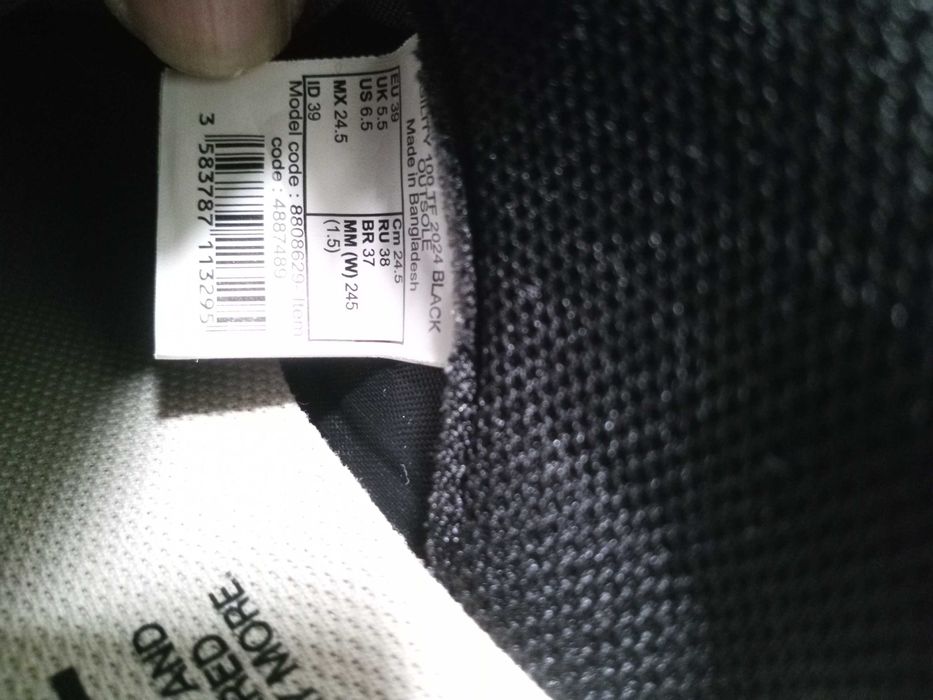 100 TF 2024 BLACK
OUTSOLE
Made in Bangladesh
EU 39
UK 5.5
US 6.5
MX 24.5
ID 39
Cm 24.5
RU 38
BR 37
MM (W) 245
(1.5)
Model code : 8808629- Item
code : 4887489
3 583787 113295
AND
RED
MORE